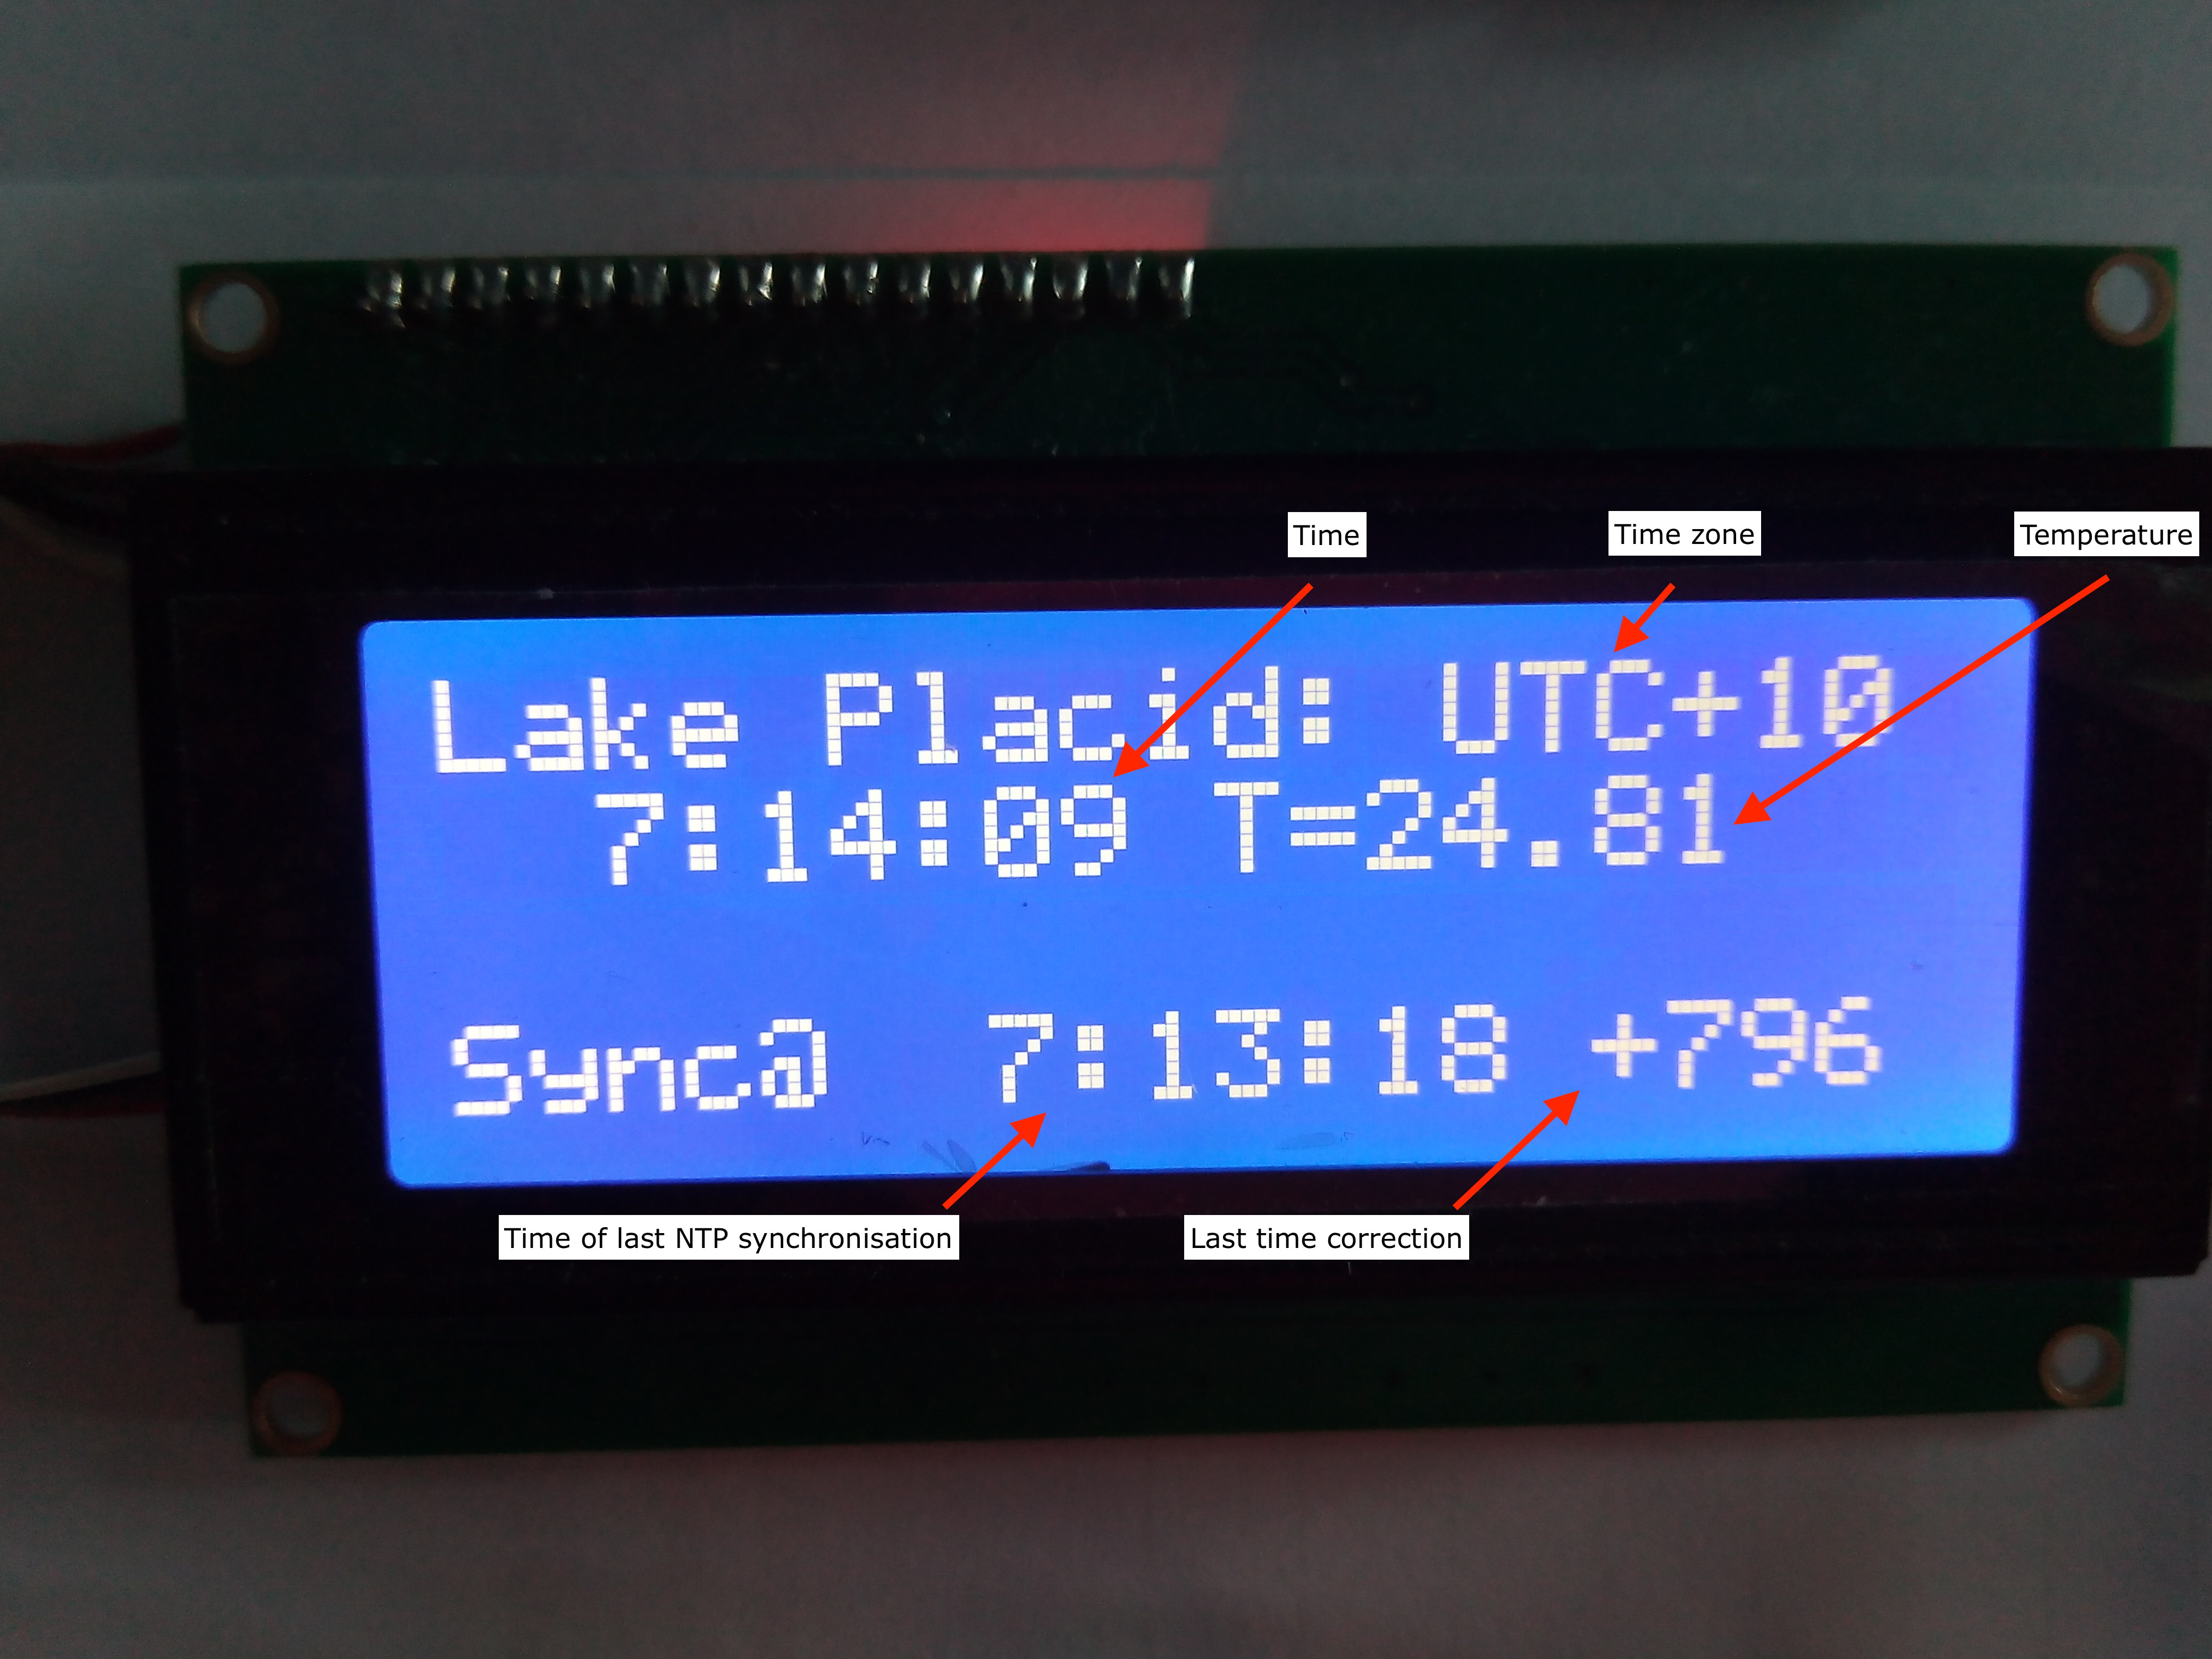 Time
Time zone
Temperature
Lake Placid: UTC+10
7:14:09 T=24.81
Sync@ 7:13:18 +796
Time of last NTP synchronisation
Last time correction